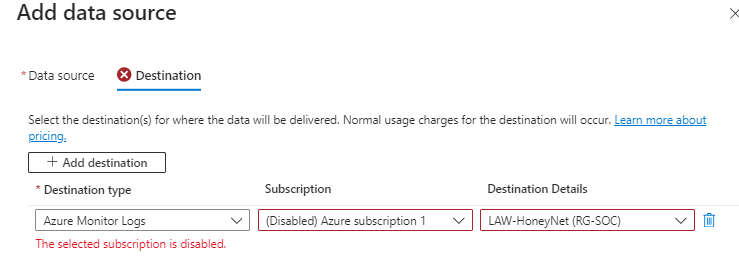 Add data source
* Data source
Destination
Select the destination(s) for where the data will be delivered. Normal usage charges for the destination will occur. Learn more about
pricing.
+ Add destination
* Destination type Subscription Destination Details
Azure Monitor Logs (Disabled) Azure subscription 1 LAW-HoneyNet (RG-SOC)
The selected subscription is disabled.